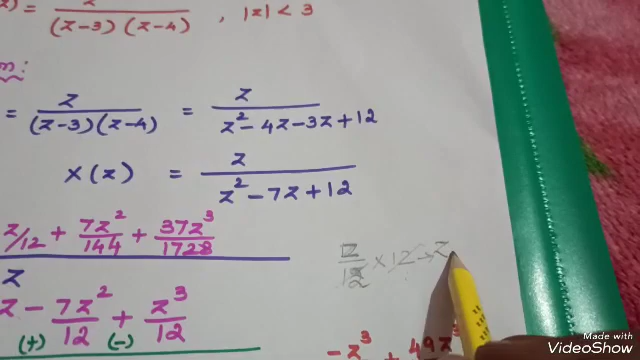 z) = z / (z-3)(z-4) , |z| < 3
n:
= z / (z-3)(z-4) = z / z² - 4z - 3z + 12
X(z) = z / z² - 7z + 12
z/12 + 7z²/144 + 37z³/1728
z/12 × 12 → z
z
z - 7z²/12 + z³/12
(+) (-)
-z³ + 49z³
Made with
VideoShow